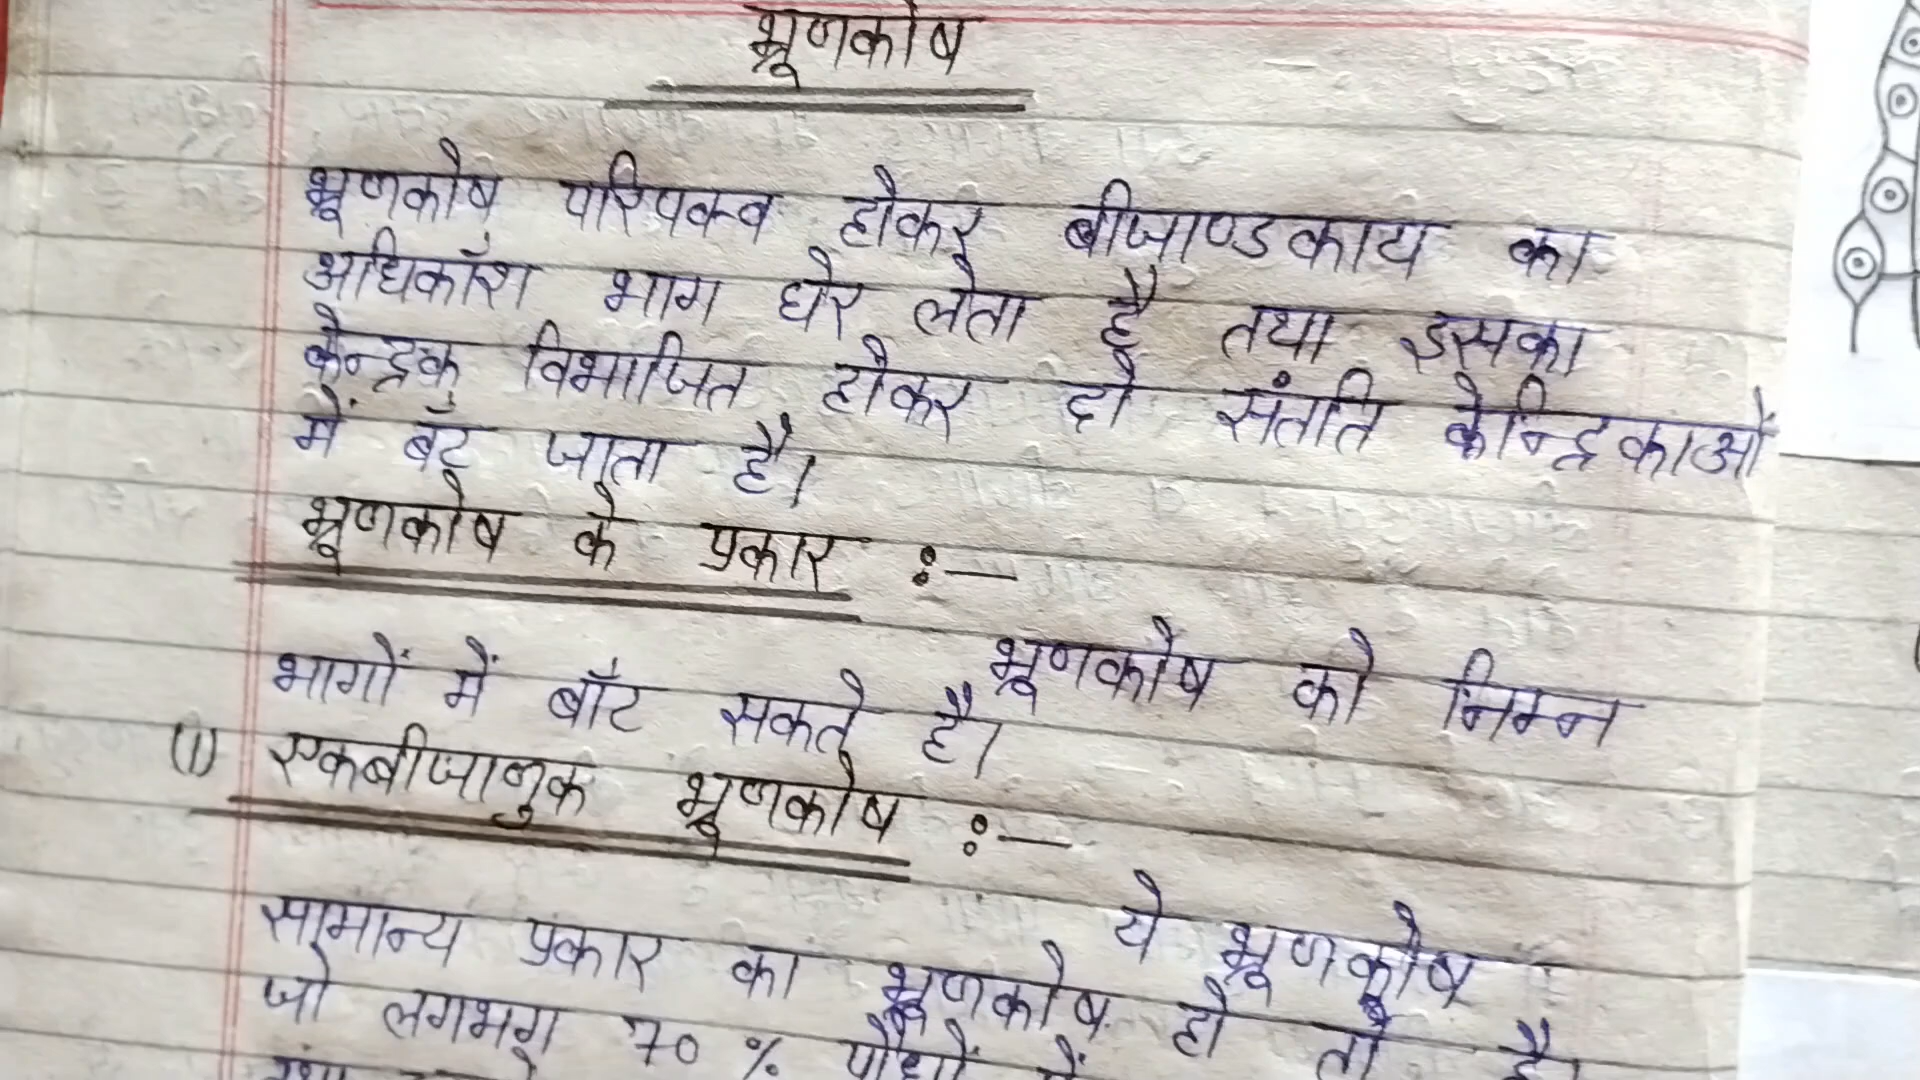 भ्रूणकोष
भ्रूणकोष परिपक्व होकर बीजाण्डकाय का
अधिकाँश भाग घेर लेता है तथा इसका
केन्द्रक विभाजित होकर दो संतति केन्द्रिकाओं
में बँट जाता है।
भ्रूणकोष के प्रकार :—
भ्रूणकोष को निम्न
भागों में बाँट सकते है।
(1) एकबीजाणुक भ्रूणकोष :—
ये भ्रूणकोष
सामान्य प्रकार का भ्रूणकोष हो तो है।
जो लगभग 70 % पौधों में